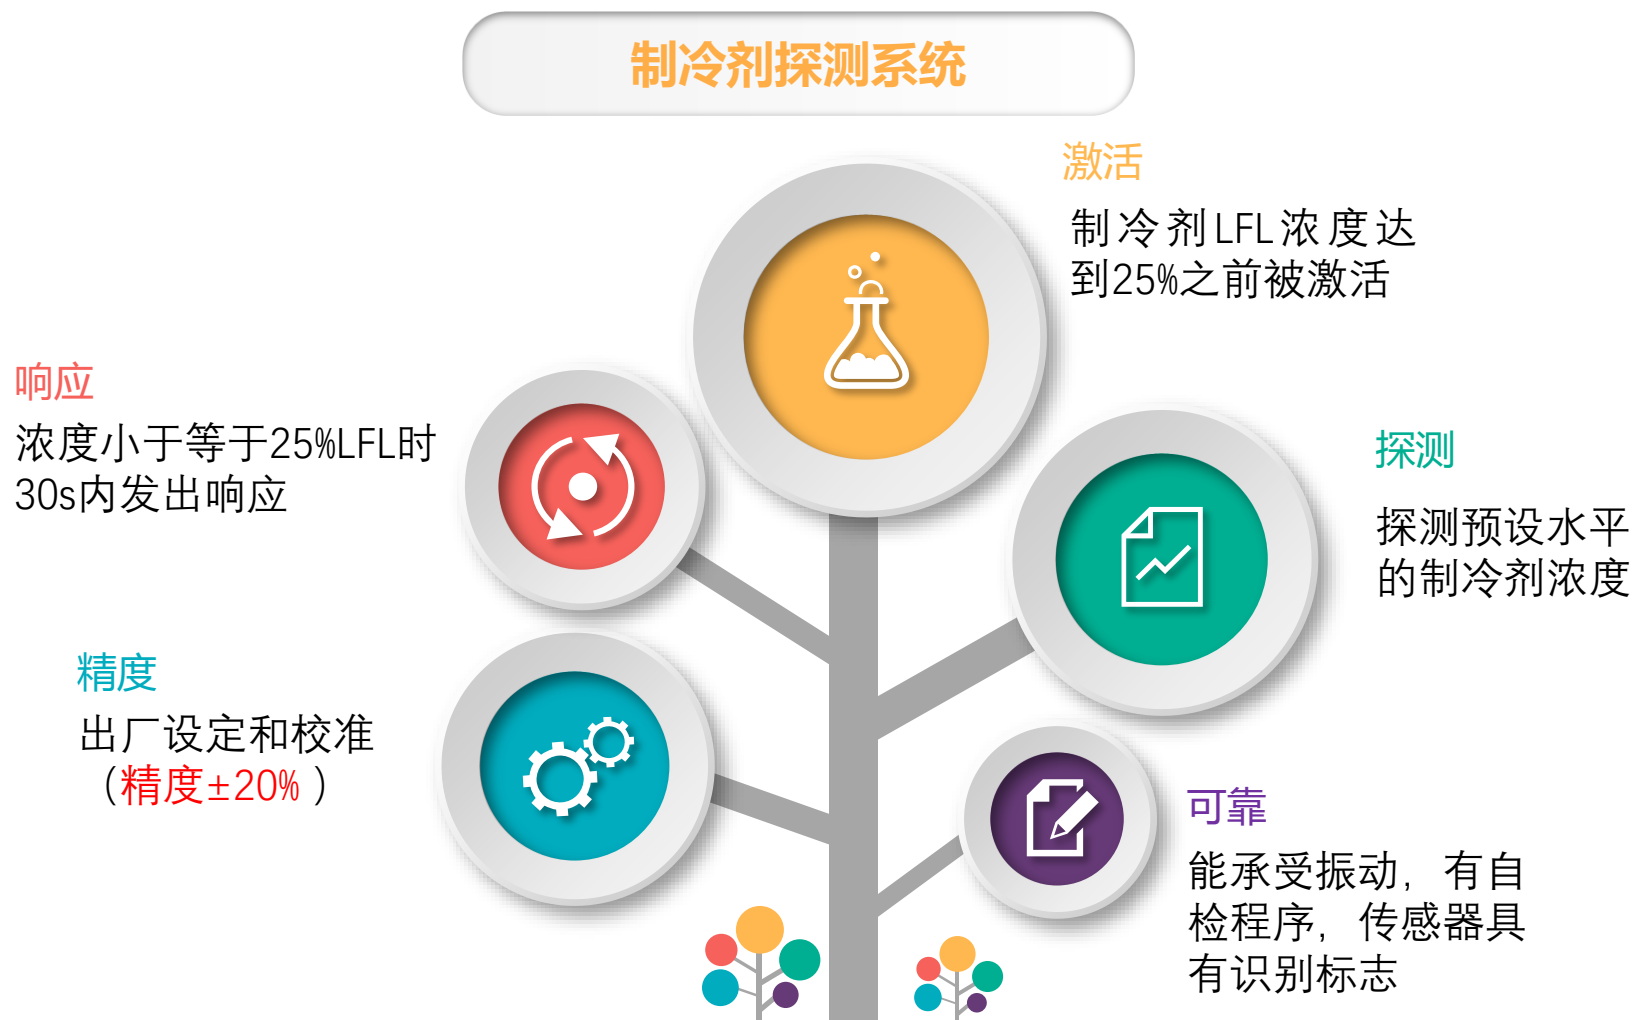 制冷剂探测系统
激活
制冷剂LFL浓度达
到25%之前被激活
响应
浓度小于等于25%LFL时
30s内发出响应
探测
探测预设水平
的制冷剂浓度
精度
出厂设定和校准
（精度±20%）
可靠
能承受振动，有自
检程序，传感器具
有识别标志